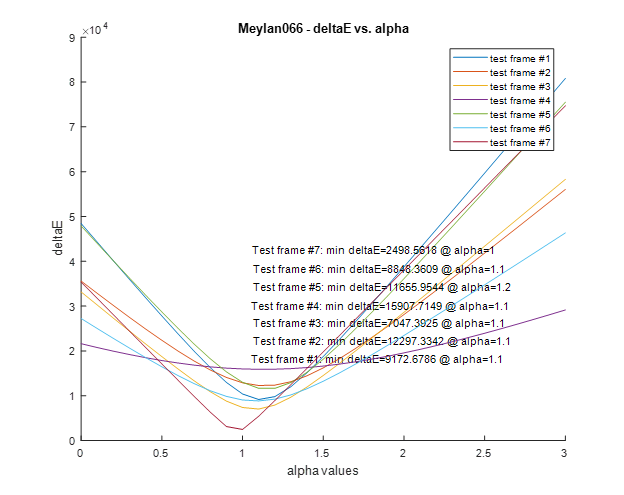 Meylan066 - deltaE vs. alpha
×10^4
9
8
7
6
5
4
3
2
1
0
deltaE
test frame #1
test frame #2
test frame #3
test frame #4
test frame #5
test frame #6
test frame #7
Test frame #7: min deltaE=2498.5618 @ alpha=1
Test frame #6: min deltaE=8848.3609 @ alpha=1.1
Test frame #5: min deltaE=11655.9544 @ alpha=1.2
Test frame #4: min deltaE=15907.7149 @ alpha=1.1
Test frame #3: min deltaE=7047.3925 @ alpha=1.1
Test frame #2: min deltaE=12297.3342 @ alpha=1.1
Test frame #1: min deltaE=9172.6786 @ alpha=1.1
0 0.5 1 1.5 2 2.5 3
alpha values